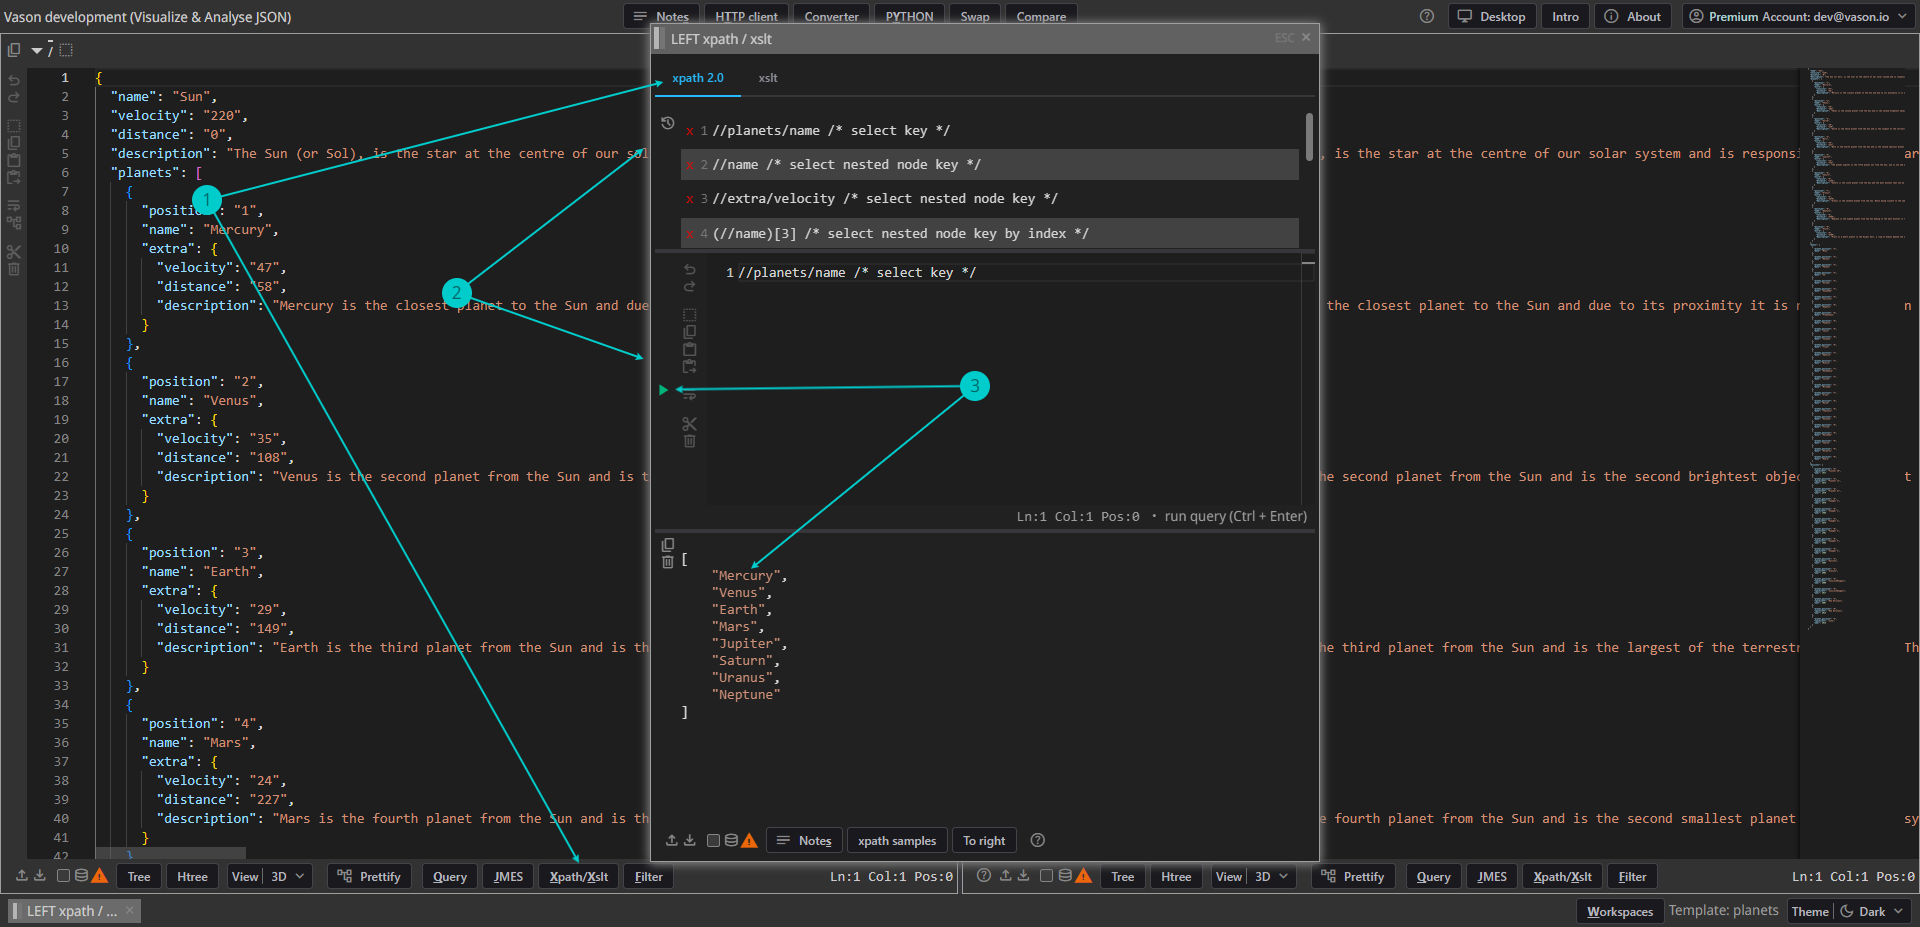 Vason development (Visualize & Analyse JSON)
Notes
HTTP client
Converter
PYTHON
Swap
Compare
Desktop
Intro
About
Premium Account: dev@vason.io
LEFT xpath / xslt
ESC
xpath 2.0
xslt
/
1 {
2 "name": "Sun",
3 "velocity": "220",
4 "distance": "0",
5 "description": "The Sun (or Sol), is the star at the centre of our sol
6 "planets": [
7 {
8 "position": "1",
9 "name": "Mercury",
10 "extra": {
11 "velocity": "47",
12 "distance": "58",
13 "description": "Mercury is the closest planet to the Sun and due
14 }
15 },
16 {
17 "position": "2",
18 "name": "Venus",
19 "extra": {
20 "velocity": "35",
21 "distance": "108",
22 "description": "Venus is the second planet from the Sun and is t
23 }
24 },
25 {
26 "position": "3",
27 "name": "Earth",
28 "extra": {
29 "velocity": "29",
30 "distance": "149",
31 "description": "Earth is the third planet from the Sun and is th
32 }
33 },
34 {
35 "position": "4",
36 "name": "Mars",
37 "extra": {
38 "velocity": "24",
39 "distance": "227",
40 "description": "Mars is the fourth planet from the Sun and is th
41 }
42 }
1
2
3
x 1 //planets/name /* select key */
x 2 //name /* select nested node key */
x 3 //extra/velocity /* select nested node key */
x 4 (//name)[3] /* select nested node key by index */
1 //planets/name /* select key */
Ln:1 Col:1 Pos:0 • run query (Ctrl + Enter)
[
"Mercury",
"Venus",
"Earth",
"Mars",
"Jupiter",
"Saturn",
"Uranus",
"Neptune"
]
Notes
xpath samples
To right
, is the star at the centre of our solar system and is responsi
ar
the closest planet to the Sun and due to its proximity it is
n
he second planet from the Sun and is the second brightest objec
t
he third planet from the Sun and is the largest of the terrestr
Th
e fourth planet from the Sun and is the second smallest planet
sy
Tree
Htree
View
3D
Prettify
Query
JMES
Xpath/Xslt
Filter
Ln:1 Col:1 Pos:0
Tree
Htree
View
3D
Prettify
Query
JMES
Xpath/Xslt
Filter
Ln:1 Col:1 Pos:0
LEFT xpath / ...
Workspaces
Template: planets
Theme
Dark